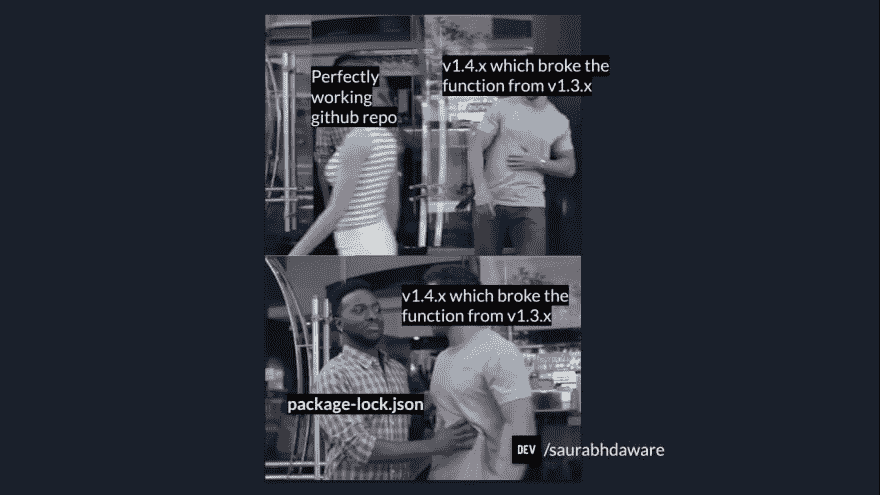 Perfectly
working
github repo
v1.4.x which broke the
function from v1.3.x
v1.4.x which broke the
function from v1.3.x
package-lock.json
DEV /saurabhdaware